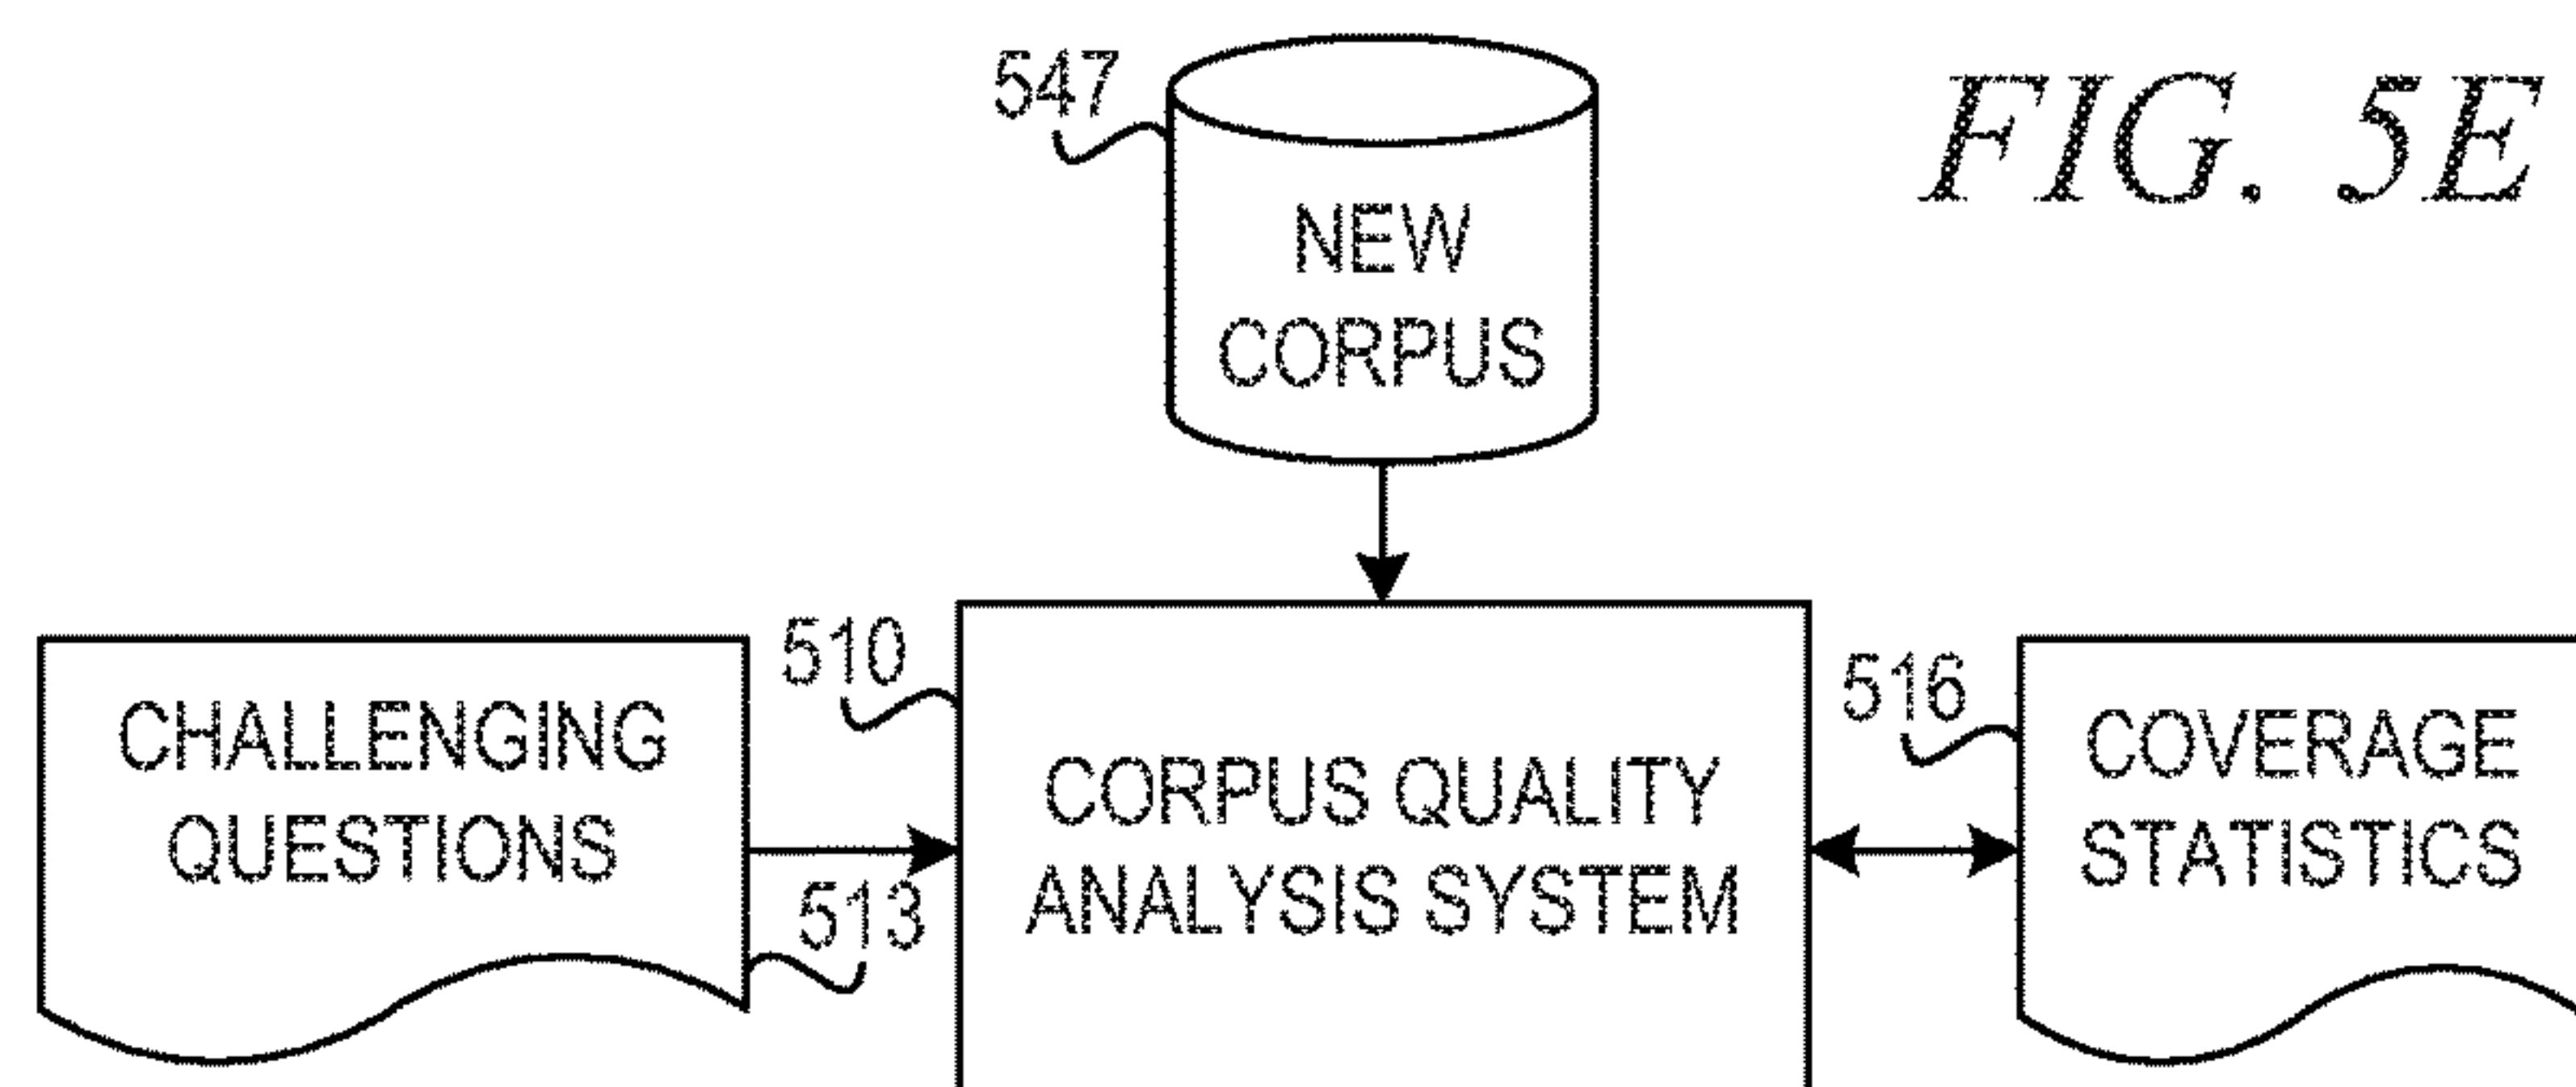 547
FIG. 5E
NEW
CORPUS
510
516
CHALLENGING
QUESTIONS
CORPUS QUALITY
ANALYSIS SYSTEM
COVERAGE
STATISTICS
513